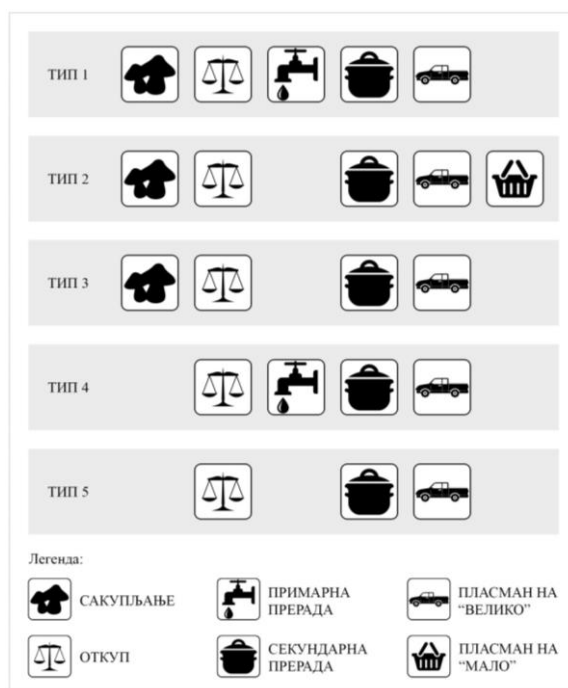 ТИП 1
ТИП 2
ТИП 3
ТИП 4
ТИП 5
Легенда:
САКУПЉАЊЕ
ПРИМАРНА
ПРЕРАДА
ПЛАСМАН НА
“ВЕЛИКО”
ОТКУП
СЕКУНДАРНА
ПРЕРАДА
ПЛАСМАН НА
“МАЛО”